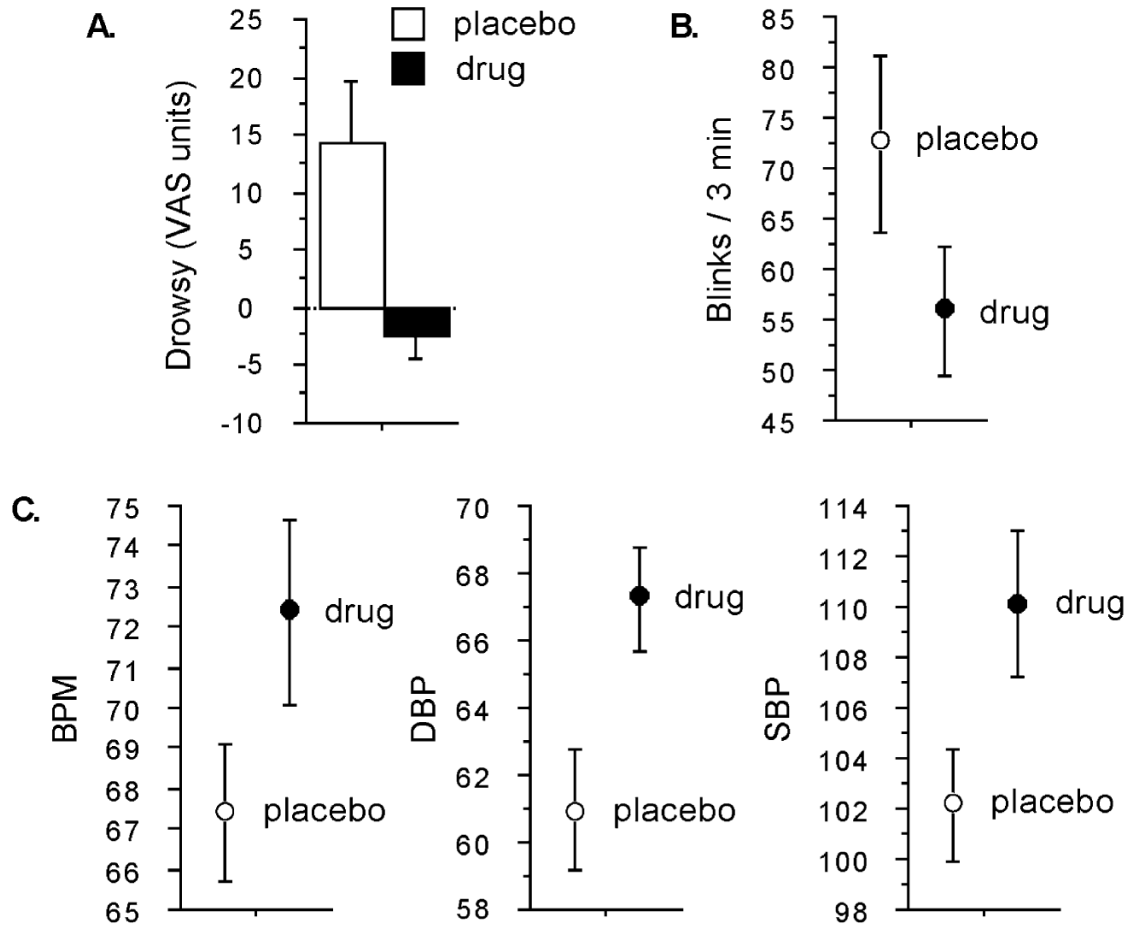 A.
Drowsy (VAS units)
25
20
15
10
5
0
-5
-10
placebo
drug
B.
Blinks / 3 min
85
80
75
70
65
60
55
50
45
placebo
drug
C.
BPM
75
74
73
72
71
70
69
68
67
66
65
drug
placebo
DBP
70
68
66
64
62
60
58
drug
placebo
SBP
114
112
110
108
106
104
102
100
98
drug
placebo